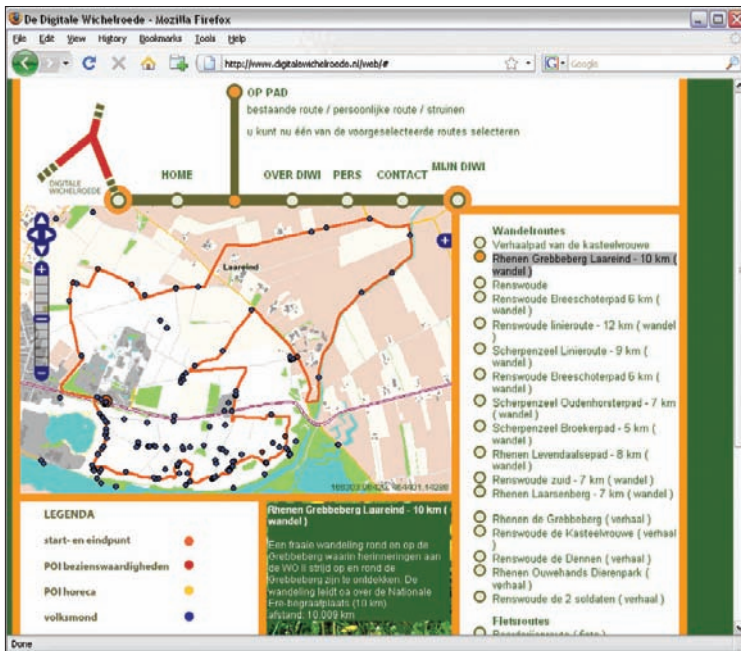 De Digitale Wichelroede - Mozilla Firefox
File Edit View History Bookmarks Tools Help
http://www.digitalewichelroede.nl/web/#
Google
OP PAD
bestaande route / persoonlijke route / struinen
u kunt nu één van de voorgeselecteerde routes selecteren
DIGITALE
WICHELROEDE
HOME
OVER DIWI
PERS
CONTACT
MIJN DIWI
Laareind
Wandelroutes
Verhaalpad van de kasteelvrouwe
Rhenen Grebbeberg Laareind - 10 km (
wandel )
Renswoude
Renswoude Breeschoterpad 6 km (
wandel )
Renswoude linieroute - 12 km ( wandel
)
Scherpenzeel Linieroute - 9 km (
wandel )
Renswoude Breeschoterpad 6 km (
wandel )
Scherpenzeel Oudenhorsterpad - 7 km
( wandel )
Scherpenzeel Broekerpad - 5 km (
wandel )
Rhenen Levendaalsepad - 8 km (
wandel )
Renswoude zuid - 7 km ( wandel )
Rhenen Laarsenberg - 7 km ( wandel )
Rhenen de Grebbeberg ( verhaal )
Renswoude de Kasteelvrouwe ( verhaal
)
Renswoude de Dennen ( verhaal )
Rhenen Ouwehands Dierenpark (
verhaal )
Renswoude de 2 soldaten ( verhaal )
Fietsroutes
LEGENDA
start- en eindpunt
POI bezienswaardigheden
POI horeca
volksmond
Rhenen Grebbeberg Laareind - 10 km (
wandel )
Een fraaie wandeling rond en op de
Grebbeberg waarin herinneringen aan
de WO II strijd op en rond de
Grebbeberg zijn te ontdekken. De
wandeling leidt oa over de Nationale
Ere-begraafplaats (10 km)
afstand: 10.009 km
Done